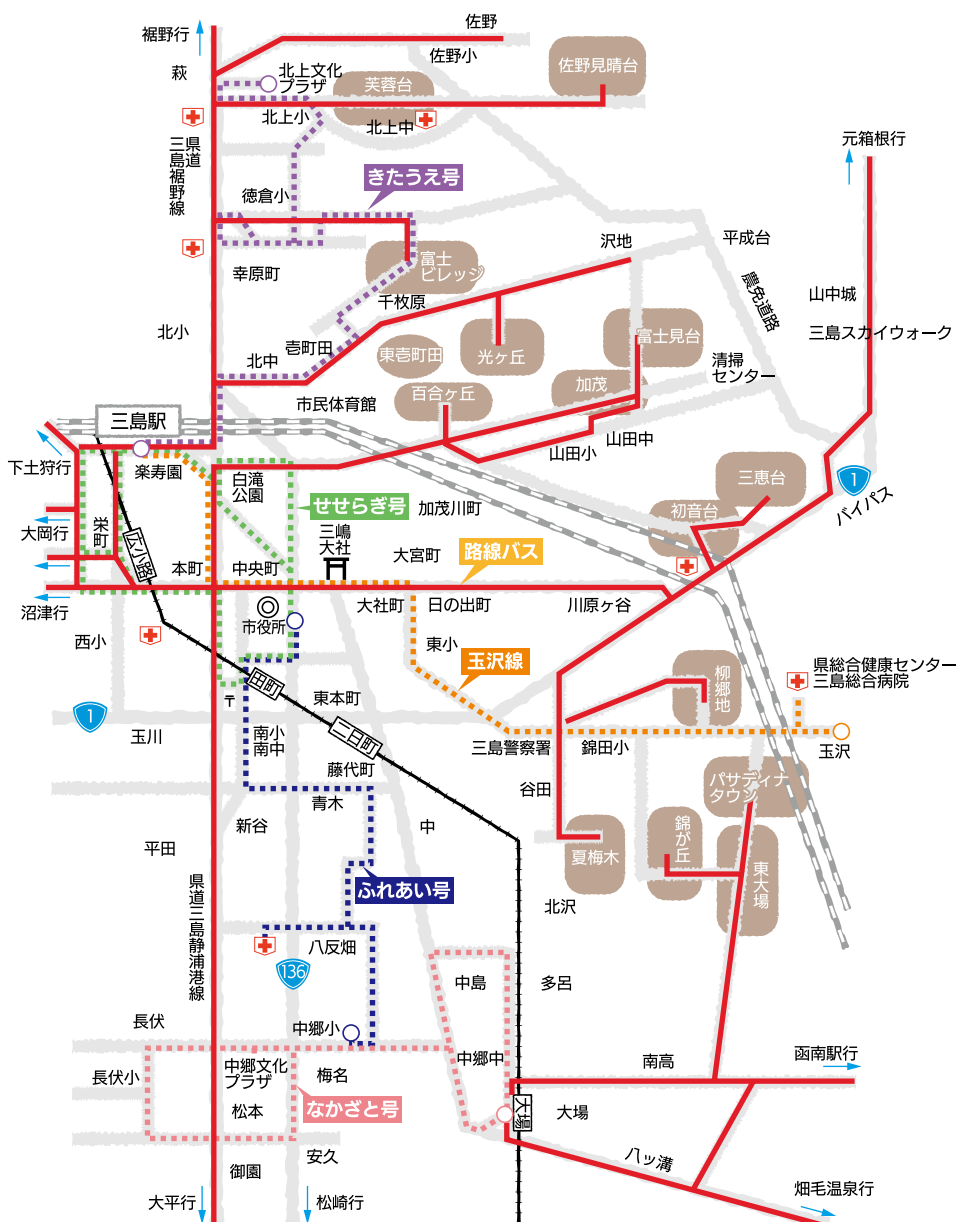 佐野
裾野行
佐野小
佐野見晴台
萩
北上文化
プラザ
芙蓉台
北上小
北上中
元箱根行
県道
三島裾野線
きたうえ号
徳倉小
沢地
平成台
富士
ビレッジ
幸原町
農免道路
千枚原
山中城
北小
三島スカイウォーク
壱町田
東壱町田
光ヶ丘
富士見台
北中
清掃
センター
加茂
百合ヶ丘
市民体育館
三島駅
山田中
山田小
下土狩行
楽寿園
白滝
公園
三恵台
1
バイパス
せせらぎ号
加茂川町
初音台
栄町
大岡行
広小路
三嶋
大社
大宮町
路線バス
本町
中央町
沼津行
大社町
日の出町
川原ヶ谷
市役所
西小
東小
玉沢線
県総合健康センター
三島総合病院
柳郷地
田町
〒
東本町
1
玉川
南小
南中
二日町
三島警察署
錦田小
玉沢
藤代町
谷田
パサディナ
タウン
青木
新谷
中
錦が丘
平田
夏梅木
東大場
県道三島静浦港線
ふれあい号
北沢
八反畑
136
中島
多呂
長伏
中郷小
中郷中
南高
函南駅行
中郷文化
プラザ
長伏小
梅名
松本
なかざと号
大場
大場
安久
八ッ溝
御園
大平行
松崎行
畑毛温泉行